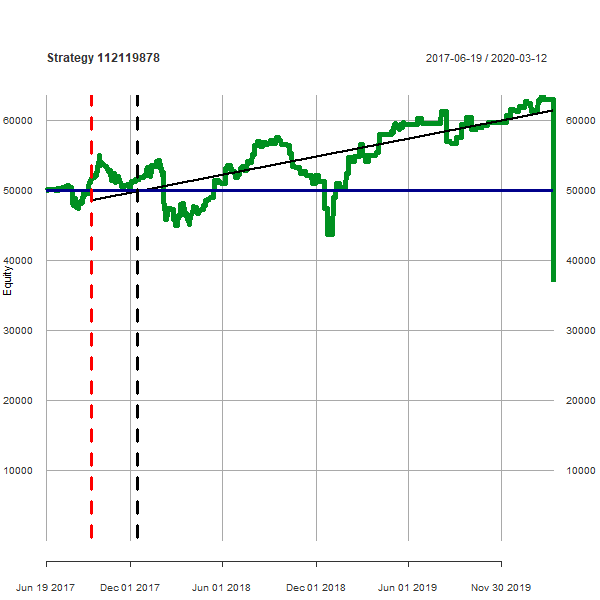 Strategy 112119878
2017-06-19 / 2020-03-12
60000
60000
50000
50000
40000
40000
Equity
30000
30000
20000
20000
10000
10000
Jun 19 2017
Dec 01 2017
Jun 01 2018
Dec 01 2018
Jun 01 2019
Nov 30 2019